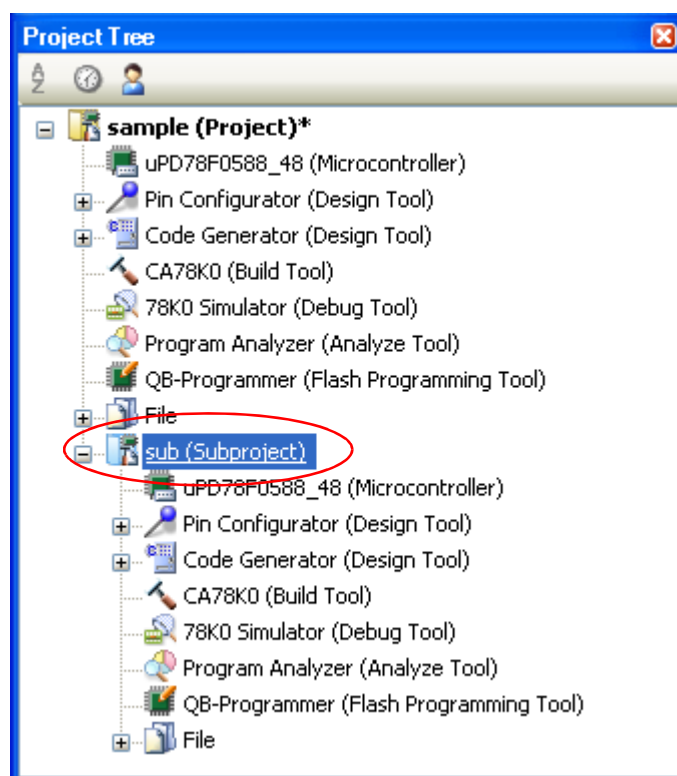 Project Tree
sample (Project)*
uPD78F0588_48 (Microcontroller)
Pin Configurator (Design Tool)
Code Generator (Design Tool)
CA78K0 (Build Tool)
78K0 Simulator (Debug Tool)
Program Analyzer (Analyze Tool)
QB-Programmer (Flash Programming Tool)
File
sub (Subproject)
uPD78F0588_48 (Microcontroller)
Pin Configurator (Design Tool)
Code Generator (Design Tool)
CA78K0 (Build Tool)
78K0 Simulator (Debug Tool)
Program Analyzer (Analyze Tool)
QB-Programmer (Flash Programming Tool)
File